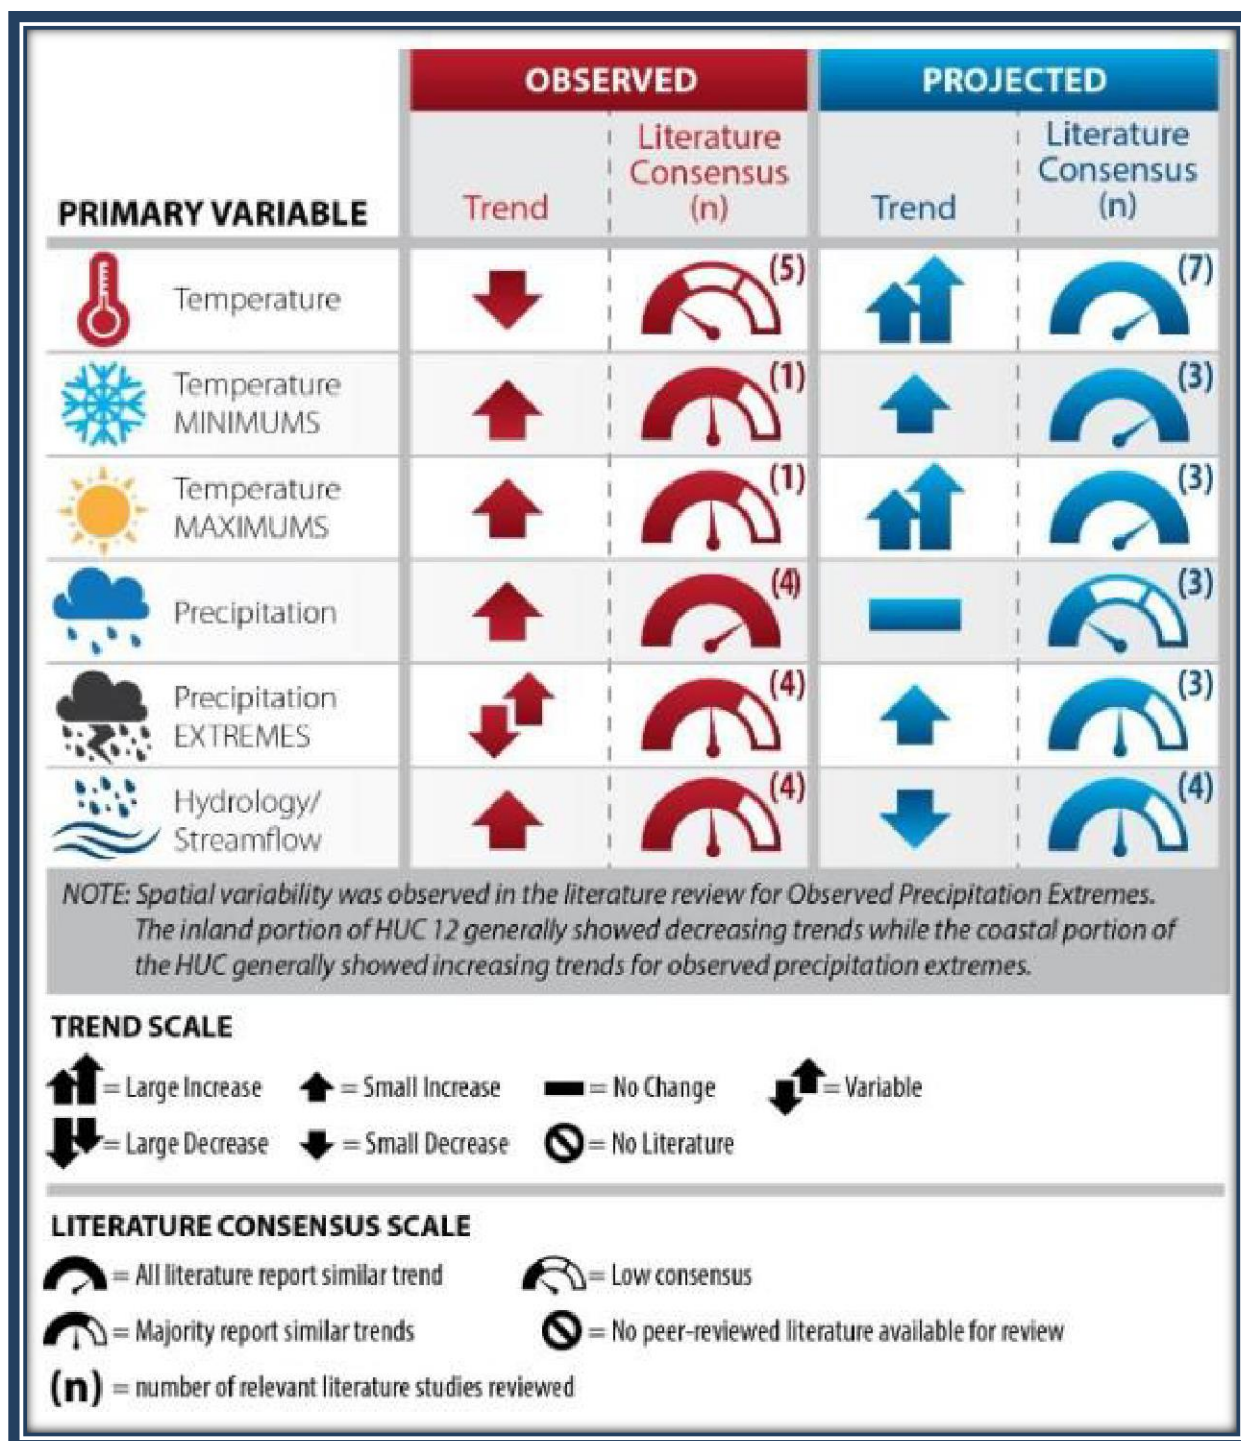 OBSERVED PROJECTED
PRIMARY VARIABLE Trend Literature Consensus (n) Trend Literature Consensus (n)
Temperature (5) (7)
Temperature MINIMUMS (1) (3)
Temperature MAXIMUMS (1) (3)
Precipitation (4) (3)
Precipitation EXTREMES (4) (3)
Hydrology/ Streamflow (4) (4)
NOTE: Spatial variability was observed in the literature review for Observed Precipitation Extremes.
The inland portion of HUC 12 generally showed decreasing trends while the coastal portion of
the HUC generally showed increasing trends for observed precipitation extremes.
TREND SCALE
= Large Increase = Small Increase = No Change = Variable
= Large Decrease = Small Decrease = No Literature
LITERATURE CONSENSUS SCALE
= All literature report similar trend = Low consensus
= Majority report similar trends = No peer-reviewed literature available for review
(n) = number of relevant literature studies reviewed